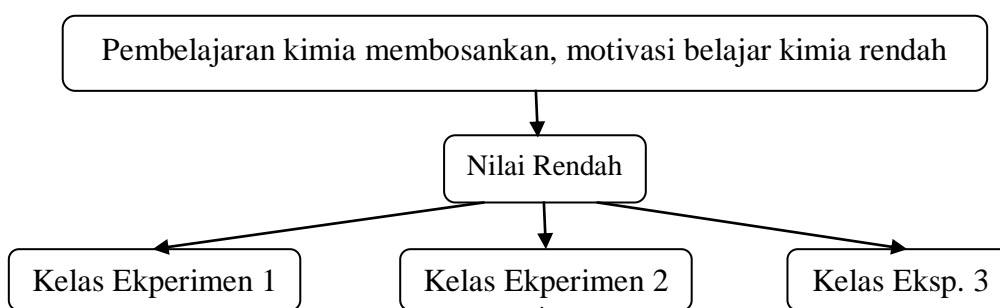 Pembelajaran kimia membosankan, motivasi belajar kimia rendah
Nilai Rendah
Kelas Ekperimen 1
Kelas Ekperimen 2
Kelas Eksp. 3